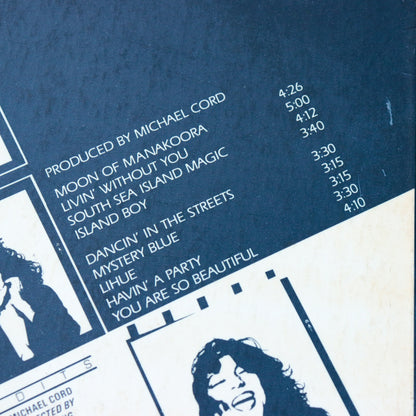 PRODUCED BY MICHAEL CORD
MOON OF MANAKOORA 4:26
LIVIN' WITHOUT YOU 5:00
SOUTH SEA ISLAND MAGIC 4:12
ISLAND BOY 3:40
DANCIN' IN THE STREETS 3:30
MYSTERY BLUE 3:15
LIHUE 3:15
HAVIN' A PARTY 3:30
YOU ARE SO BEAUTIFUL 4:10
DITS
MICHAEL CORD
BY